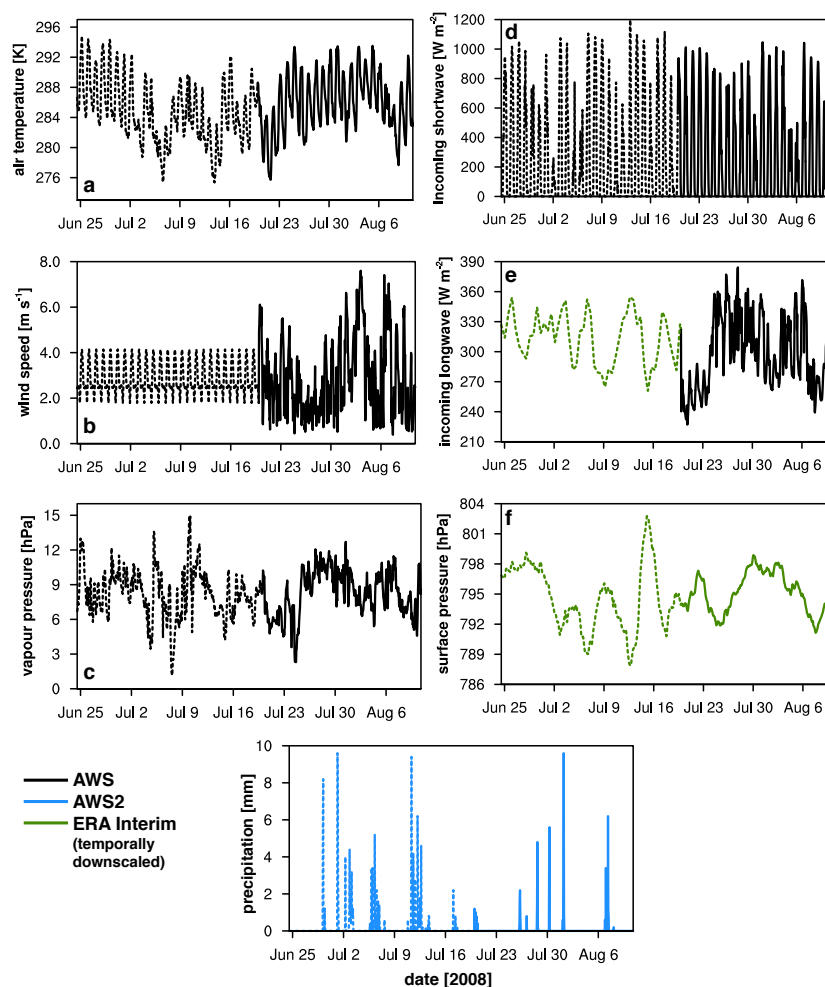 296
292
288
284
280
276
air temperature [K]
a
Jun 25 Jul 2 Jul 9 Jul 16 Jul 23 Jul 30 Aug 6
1200
1000
800
600
400
200
0
Incoming shortwave [W m-2]
d
Jun 25 Jul 2 Jul 9 Jul 16 Jul 23 Jul 30 Aug 6
8.0
6.0
4.0
2.0
0.0
wind speed [m s-1]
b
Jun 25 Jul 2 Jul 9 Jul 16 Jul 23 Jul 30 Aug 6
390
360
330
300
270
240
210
incoming longwave [W m-2]
e
Jun 25 Jul 2 Jul 9 Jul 16 Jul 23 Jul 30 Aug 6
15
12
9
6
3
0
vapour pressure [hPa]
c
Jun 25 Jul 2 Jul 9 Jul 16 Jul 23 Jul 30 Aug 6
804
801
798
795
792
789
786
surface pressure [hPa]
f
Jun 25 Jul 2 Jul 9 Jul 16 Jul 23 Jul 30 Aug 6
AWS
AWS2
ERA Interim
(temporally
downscaled)
10
8
6
4
2
0
precipitation [mm]
Jun 25 Jul 2 Jul 9 Jul 16 Jul 23 Jul 30 Aug 6
date [2008]